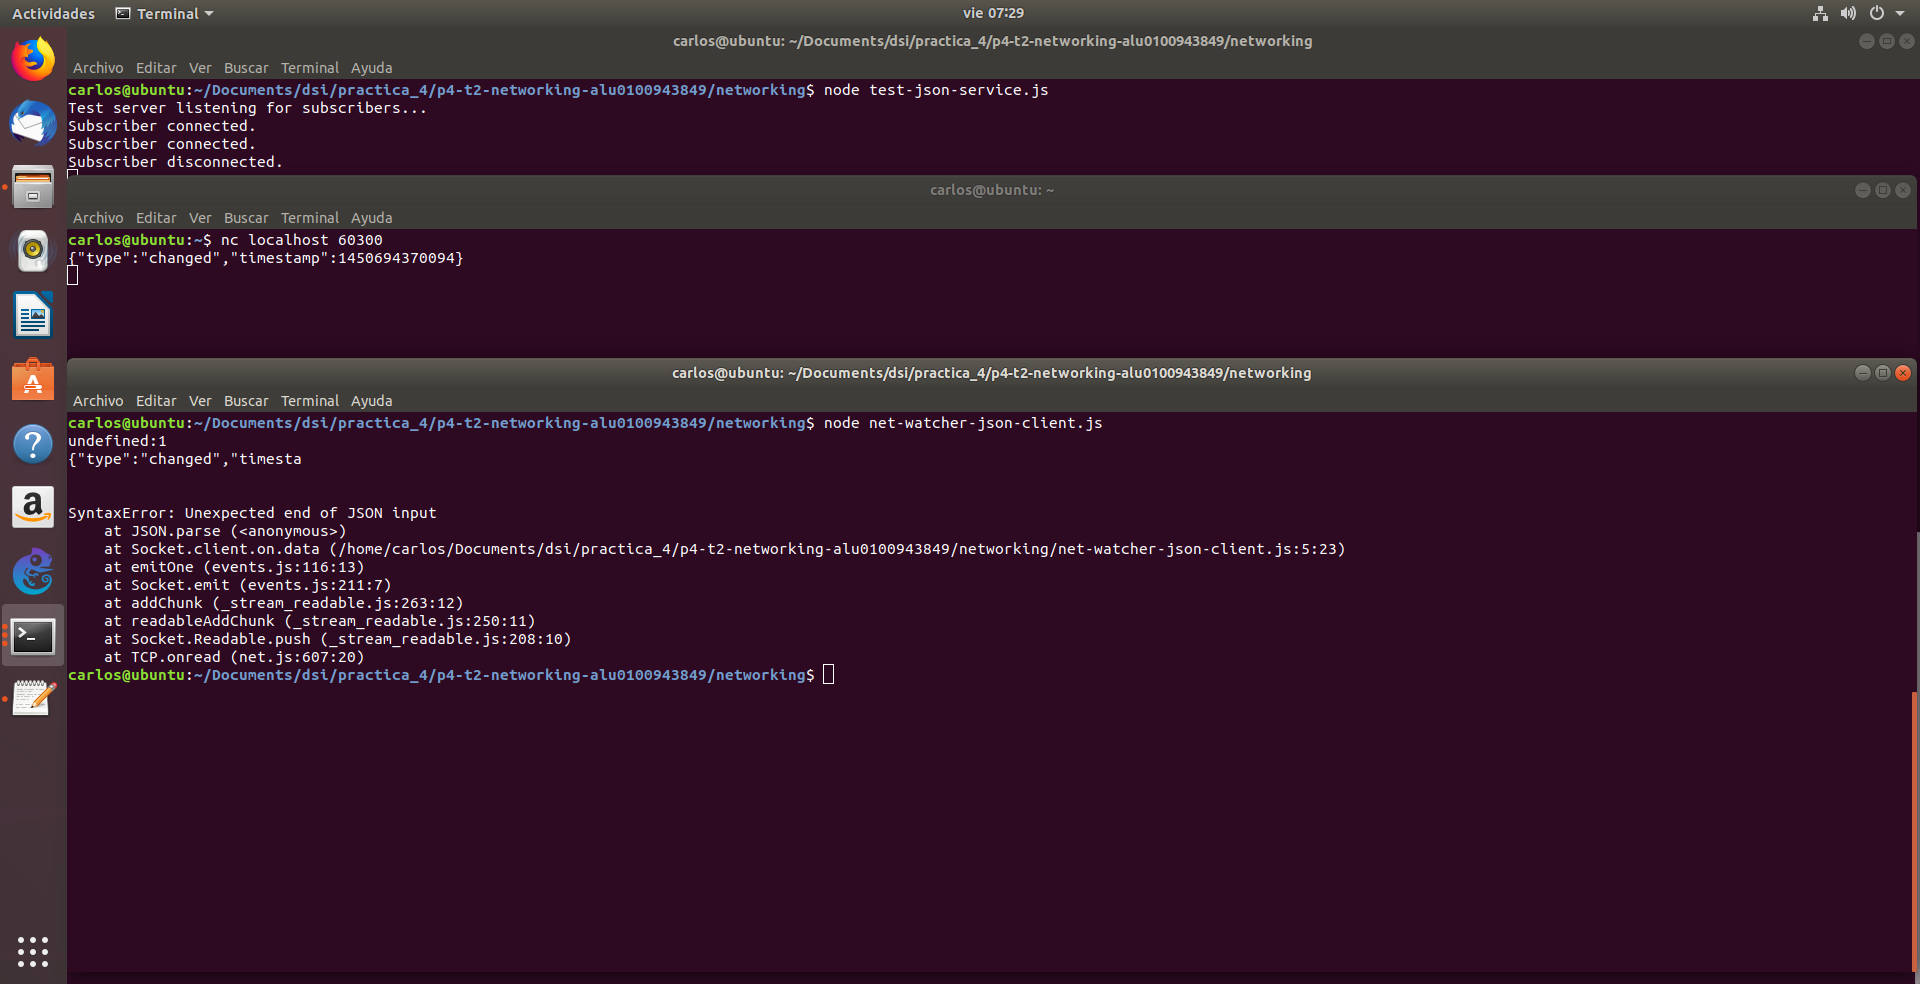 Actividades Terminal vie 07:29
carlos@ubuntu: ~/Documents/dsi/practica_4/p4-t2-networking-alu0100943849/networking
Archivo Editar Ver Buscar Terminal Ayuda
carlos@ubuntu:~/Documents/dsi/practica_4/p4-t2-networking-alu0100943849/networking$ node test-json-service.js
Test server listening for subscribers...
Subscriber connected.
Subscriber connected.
Subscriber disconnected.
carlos@ubuntu: ~
Archivo Editar Ver Buscar Terminal Ayuda
carlos@ubuntu:~$ nc localhost 60300
{"type":"changed","timestamp":1450694370094}
carlos@ubuntu: ~/Documents/dsi/practica_4/p4-t2-networking-alu0100943849/networking
Archivo Editar Ver Buscar Terminal Ayuda
carlos@ubuntu:~/Documents/dsi/practica_4/p4-t2-networking-alu0100943849/networking$ node net-watcher-json-client.js
undefined:1
{"type":"changed","timesta
SyntaxError: Unexpected end of JSON input
    at JSON.parse (<anonymous>)
    at Socket.client.on.data (/home/carlos/Documents/dsi/practica_4/p4-t2-networking-alu0100943849/networking/net-watcher-json-client.js:5:23)
    at emitOne (events.js:116:13)
    at Socket.emit (events.js:211:7)
    at addChunk (_stream_readable.js:263:12)
    at readableAddChunk (_stream_readable.js:250:11)
    at Socket.Readable.push (_stream_readable.js:208:10)
    at TCP.onread (net.js:607:20)
carlos@ubuntu:~/Documents/dsi/practica_4/p4-t2-networking-alu0100943849/networking$